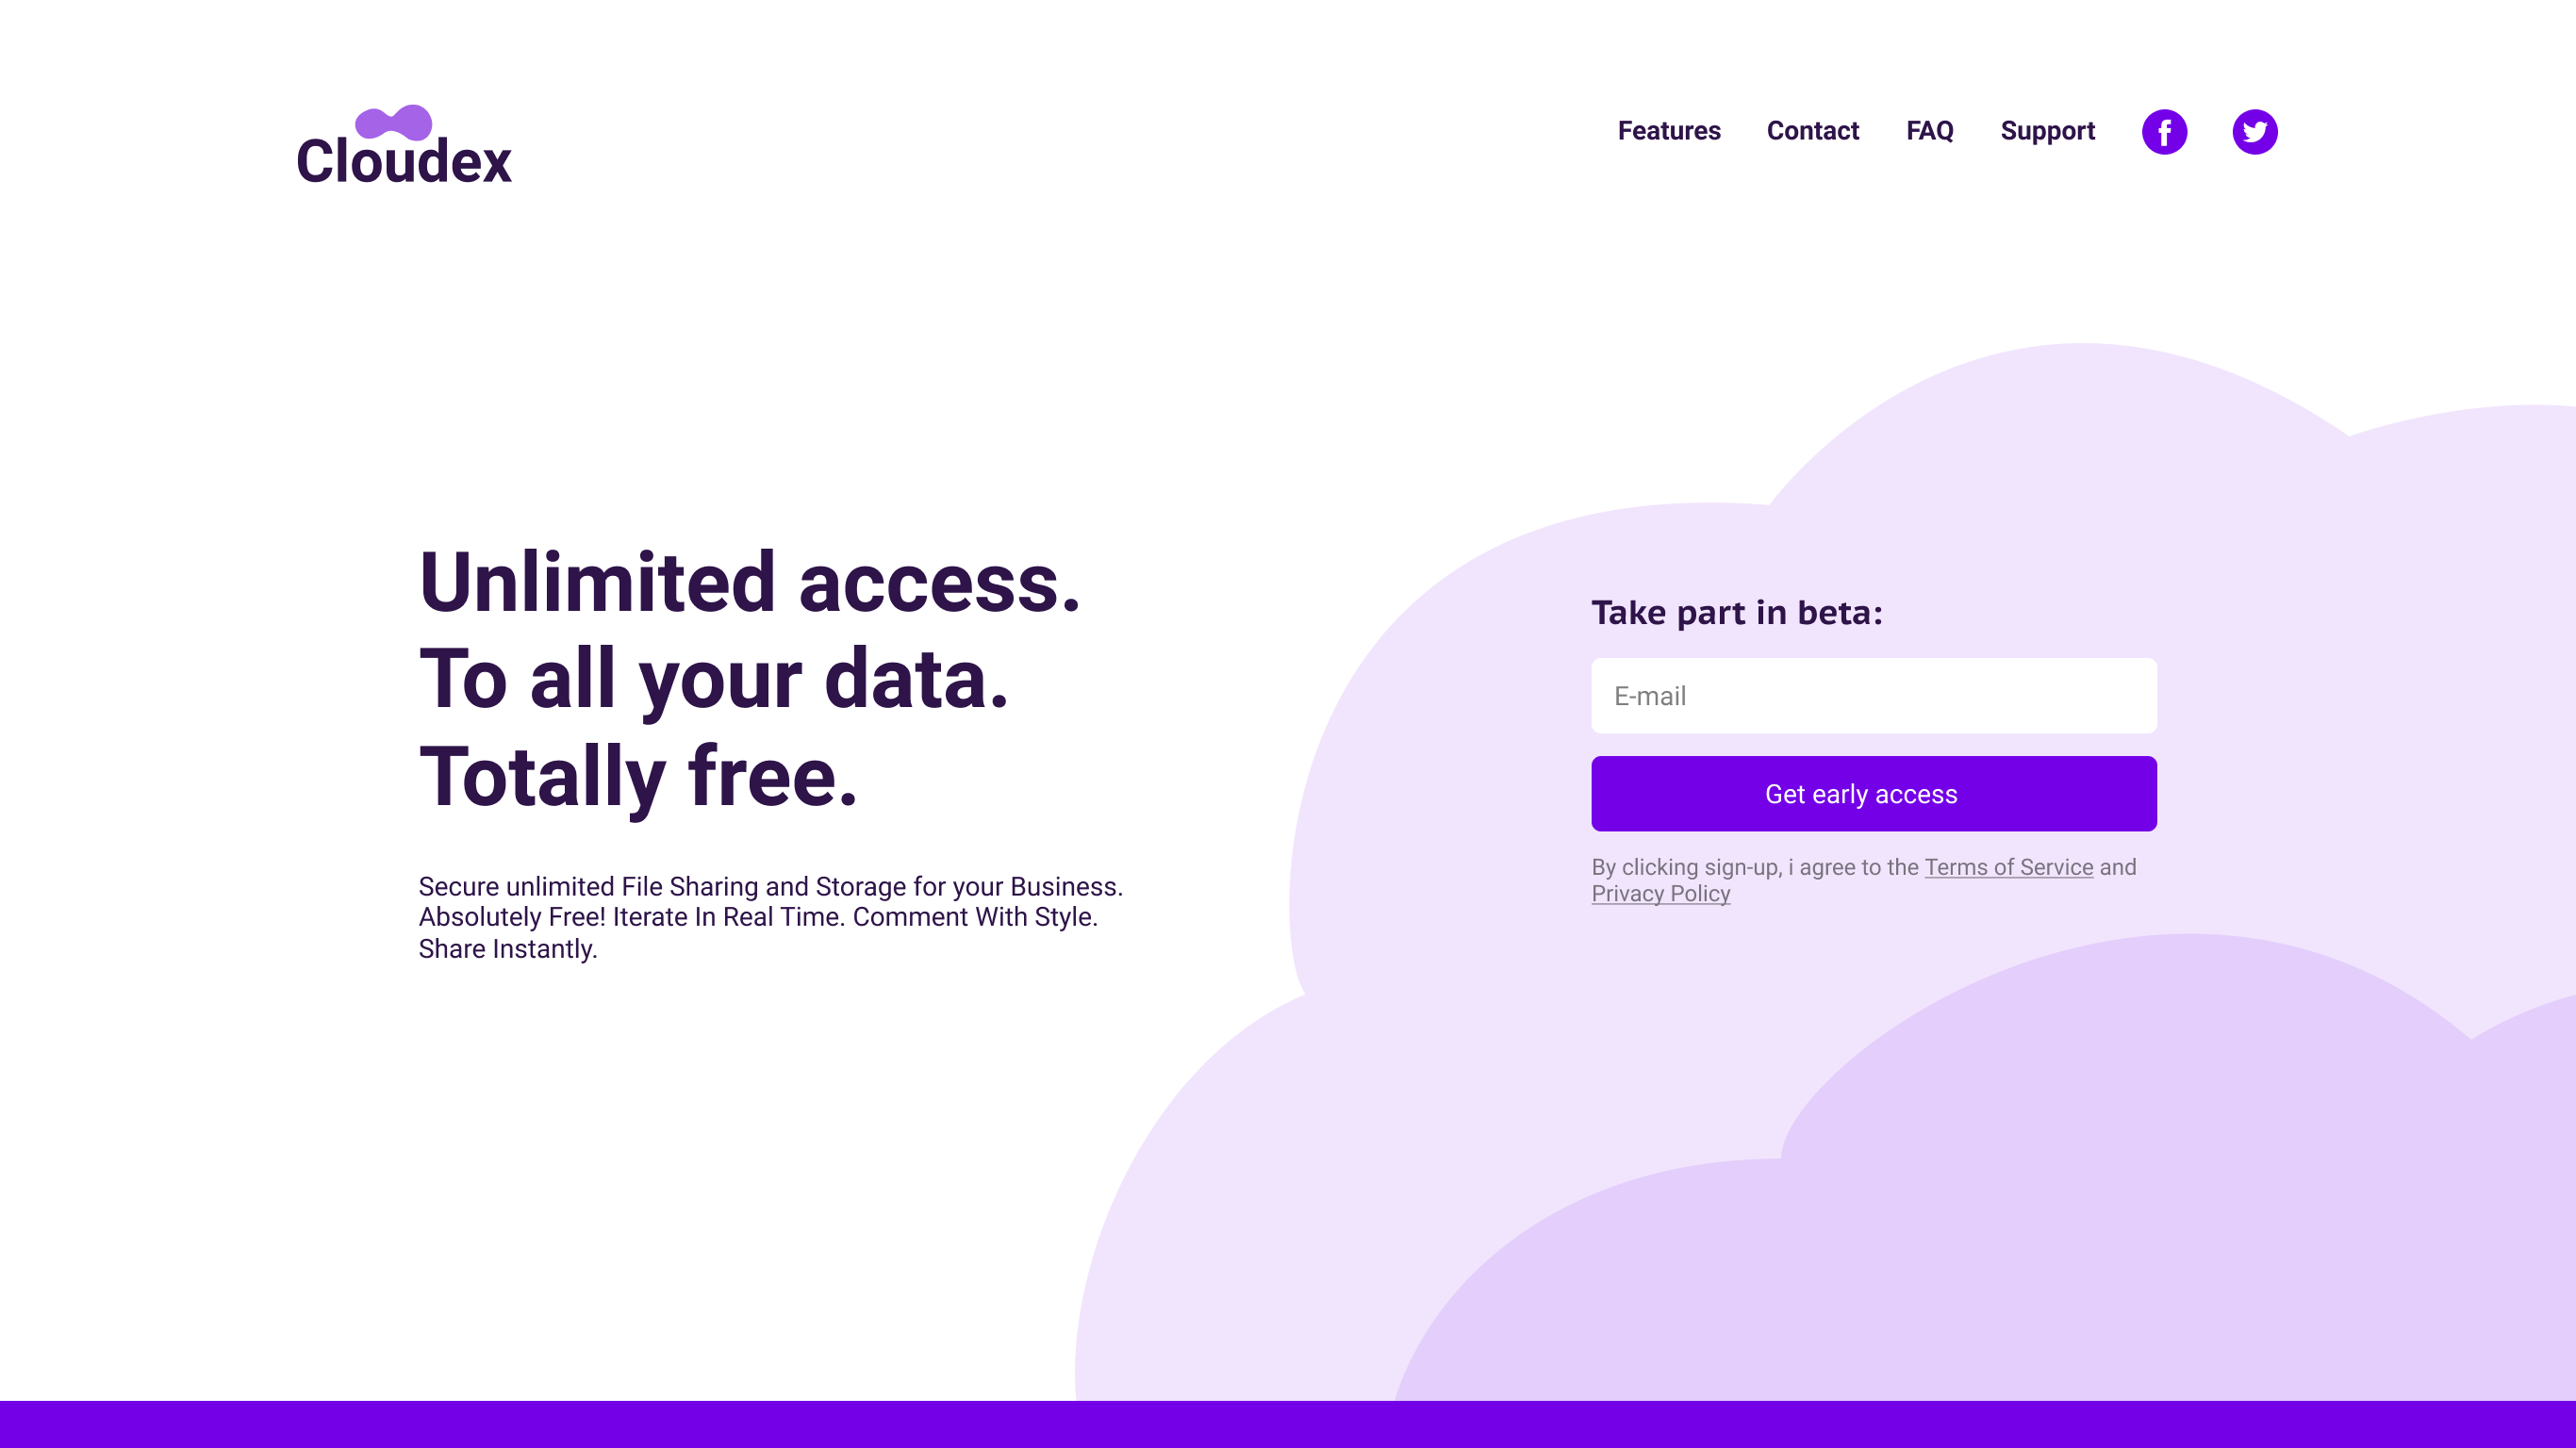 Cloudex
Features Contact FAQ Support
Unlimited access.
To all your data.
Totally free.
Secure unlimited File Sharing and Storage for your Business.
Absolutely Free! Iterate In Real Time. Comment With Style.
Share Instantly.
Take part in beta:
E-mail
Get early access
By clicking sign-up, i agree to the Terms of Service and
Privacy Policy